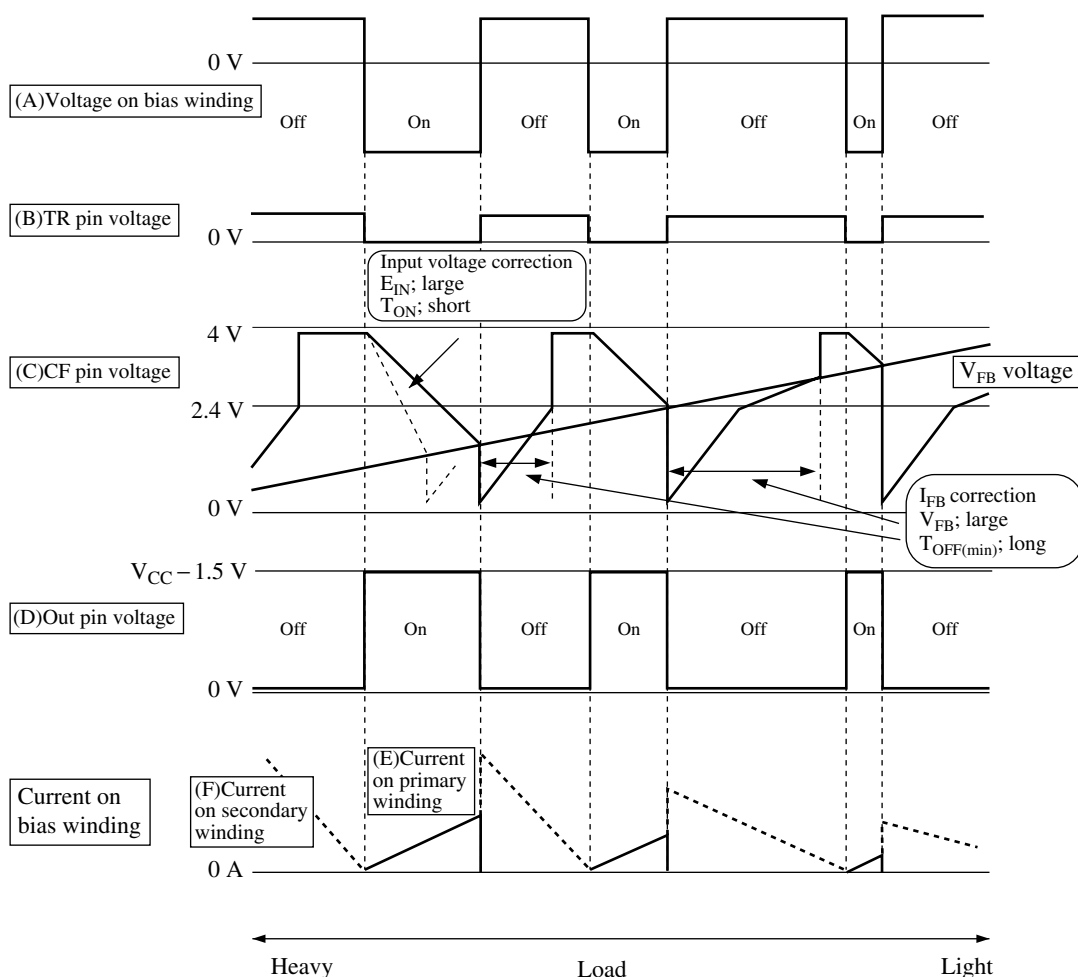 0 V
(A)Voltage on bias winding
Off
On
Off
On
Off
On
Off
(B)TR pin voltage
0 V
Input voltage correction
E_IN; large
T_ON; short
4 V
(C)CF pin voltage
V_FB voltage
2.4 V
0 V
I_FB correction
V_FB; large
T_OFF(min); long
V_CC – 1.5 V
(D)Out pin voltage
Off
On
Off
On
Off
On
Off
0 V
(E)Current
on primary
winding
(F)Current
on secondary
winding
Current on
bias winding
0 A
Heavy
Load
Light